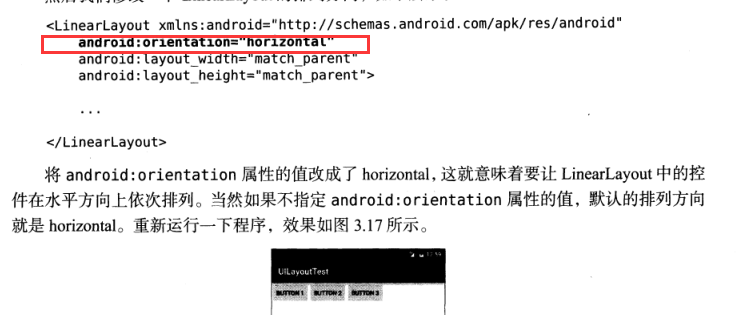 <LinearLayout xmlns:android="http://schemas.android.com/apk/res/android"
android:orientation="horizontal"
android:layout_width="match_parent"
android:layout_height="match_parent">
...
</LinearLayout>
将 android:orientation 属性的值改成了 horizontal，这就意味着要让 LinearLayout 中的控
件在水平方向上依次排列。当然如果不指定 android:orientation 属性的值，默认的排列方向
就是 horizontal。重新运行一下程序，效果如图 3.17 所示。
UILayoutTest
BUTTON 1 BUTTON 2 BUTTON 3